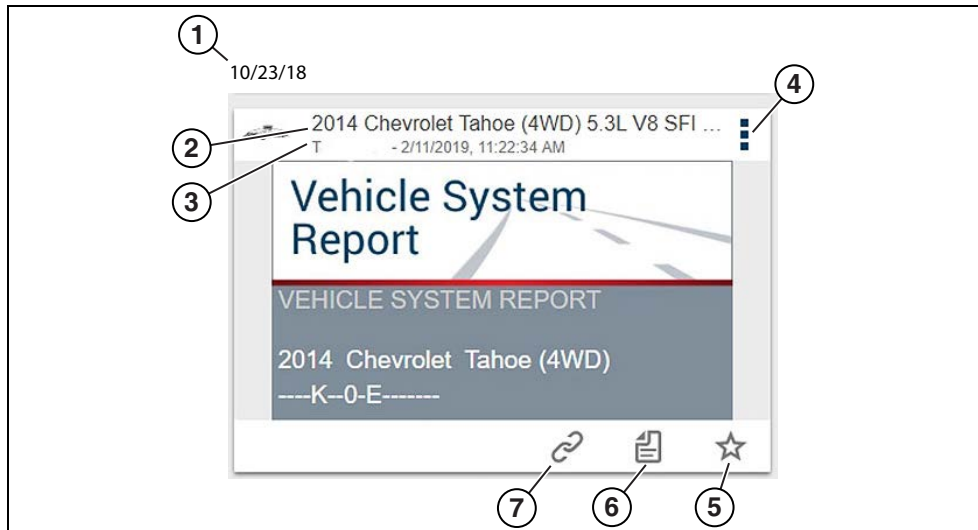 1
10/23/18
4
2014 Chevrolet Tahoe (4WD) 5.3L V8 SFI ...
2
T - 2/11/2019, 11:22:34 AM
3
Vehicle System
Report
VEHICLE SYSTEM REPORT
2014 Chevrolet Tahoe (4WD)
----K--0-E-------
7
6
5